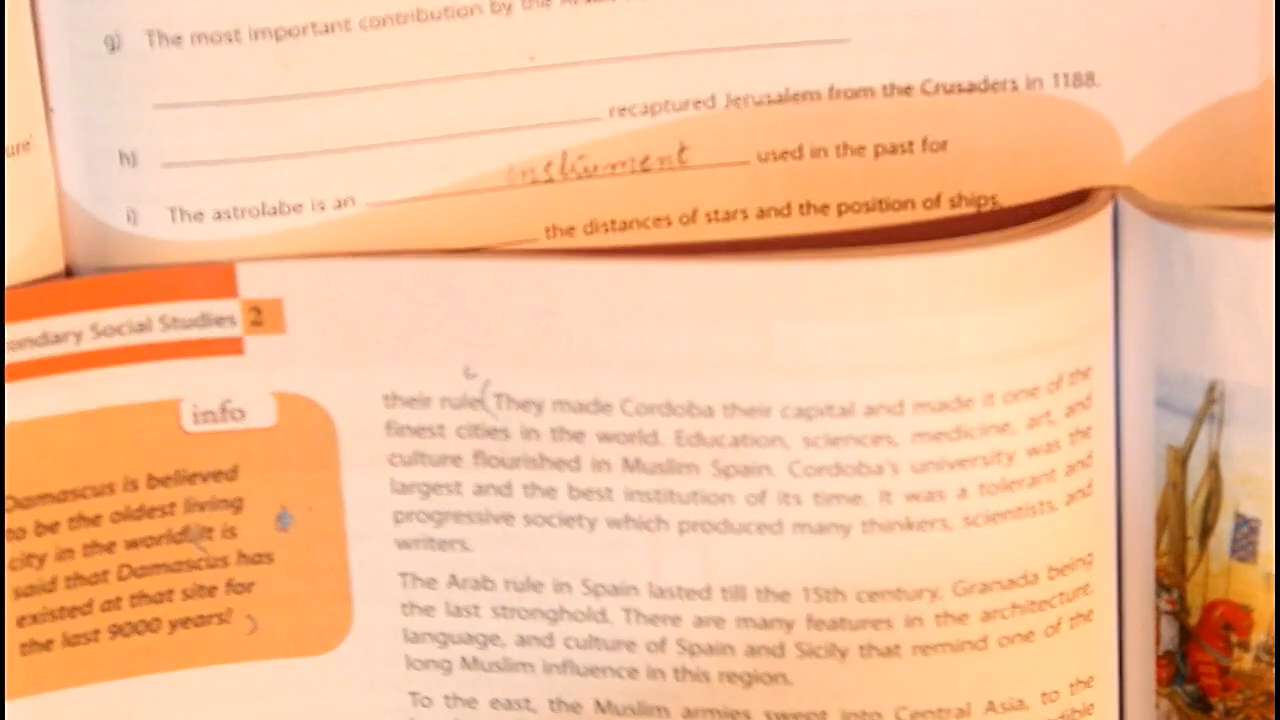 g) The most important contribution by the
recaptured Jerusalem from the Crusaders in 1188.
h)
i) The astrolabe is an instrument used in the past for
the distances of stars and the position of ships.
ondary Social Studies 2
info
Damascus is believed
to be the oldest living
city in the world. It is
said that Damascus has
existed at that site for
the last 9000 years!
their rule. They made Cordoba their capital and made it one of the
finest cities in the world. Education, sciences, medicine, art, and
culture flourished in Muslim Spain. Cordoba's university was the
largest and the best institution of its time. It was a tolerant and
progressive society which produced many thinkers, scientists, and
writers.
The Arab rule in Spain lasted till the 15th century, Granada being
the last stronghold. There are many features in the architecture,
language, and culture of Spain and Sicily that remind one of the
long Muslim influence in this region.
To the east, the Muslim armies swept into Central Asia, to the